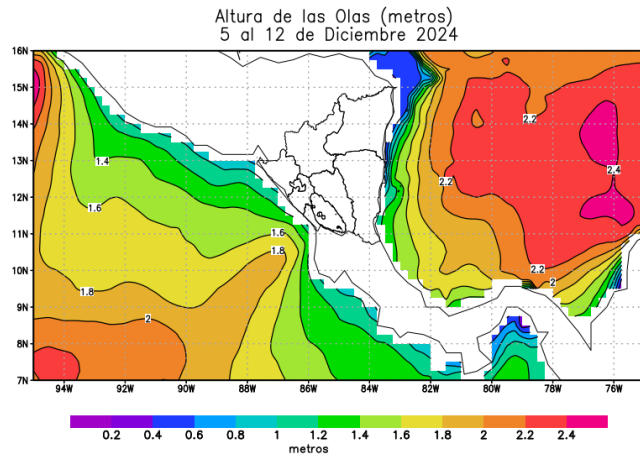 Altura de las Olas (metros)
5 al 12 de Diciembre 2024
16N
15N
14N
13N
12N
11N
10N
9N
8N
7N
2.2
2.4
1.4
2.2
1.6
1.6
1.8
2.2
1.8
2
2
94W 92W 90W 88W 86W 84W 82W 80W 78W 76W
0.2 0.4 0.6 0.8 1 1.2 1.4 1.6 1.8 2 2.2 2.4
metros